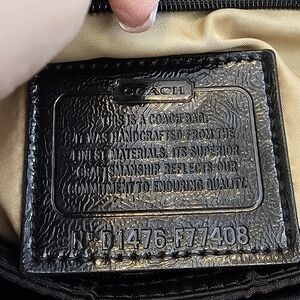 COACH
THIS IS A COACH BAG.
IT WAS HANDCRAFTED FROM THE
FINEST MATERIALS. ITS SUPERIOR
CRAFTSMANSHIP REFLECTS OUR
COMMITMENT TO ENDURING QUALITY.
Nº D1476-F77408